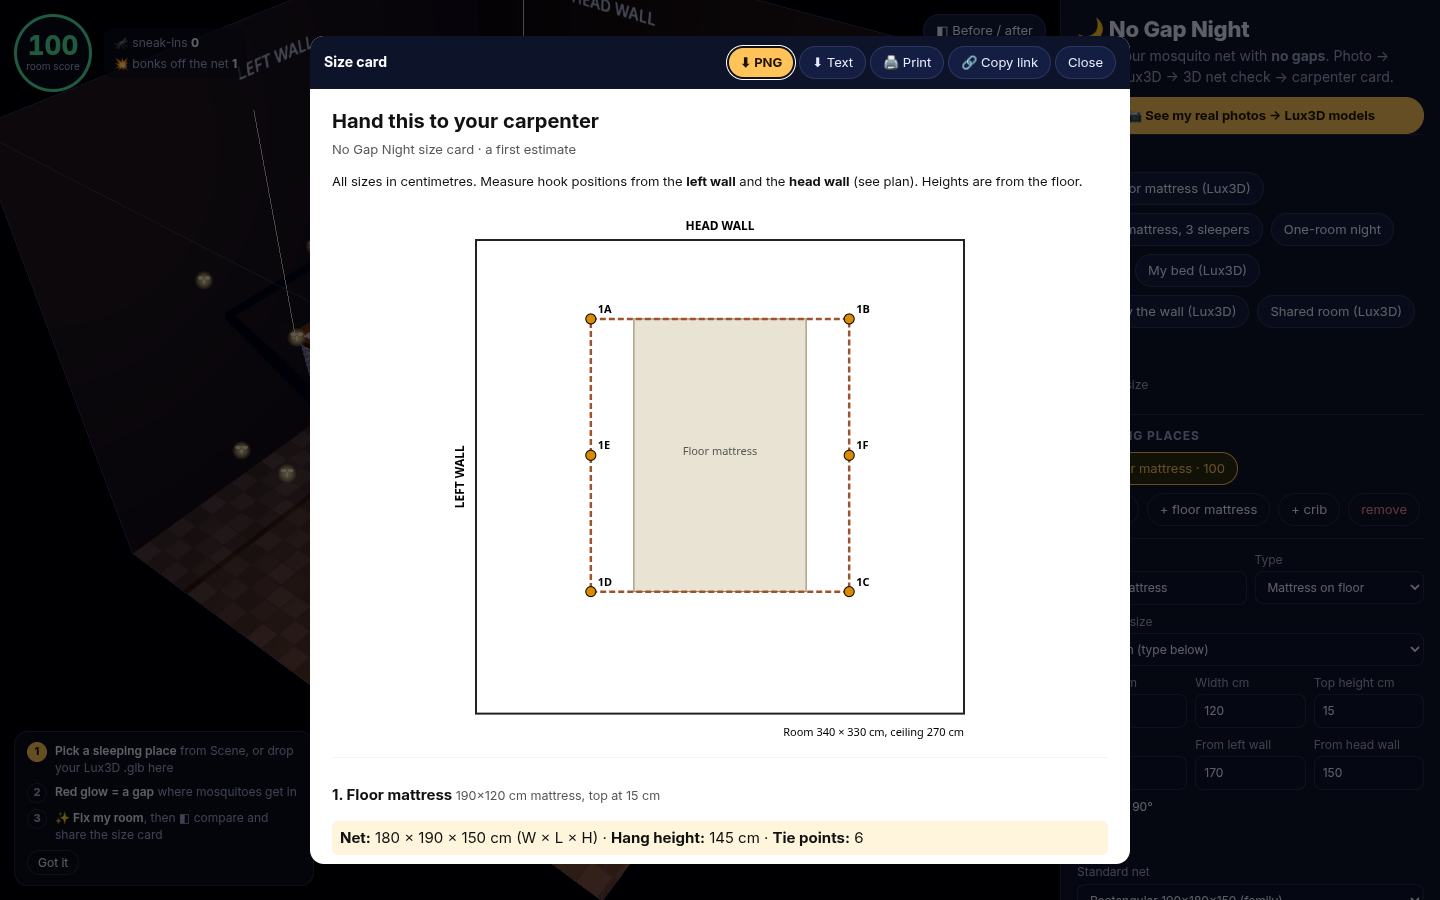 100
room score
sneak-ins 0
bonks off the net 1
LEFT WALL
HEAD WALL
Before / after
No Gap Night
our mosquito net with no gaps. Photo →
ux3D → 3D net check → carpenter card.
See my real photos → Lux3D models
or mattress (Lux3D)
mattress, 3 sleepers
One-room night
My bed (Lux3D)
y the wall (Lux3D)
Shared room (Lux3D)
size
NG PLACES
r mattress · 100
+ floor mattress
+ crib
remove
Type
attress
Mattress on floor
size
n (type below)
m
Width cm
Top height cm
120
15
From left wall
From head wall
170
150
90°
Standard net
Rectangular 190x180x150 (family)
1 Pick a sleeping place from Scene, or drop
your Lux3D .glb here
2 Red glow = a gap where mosquitoes get in
3 ✨ Fix my room, then ◧ compare and
share the size card
Got it
Size card
⬇ PNG
⬇ Text
🖨️ Print
🔗 Copy link
Close
Hand this to your carpenter
No Gap Night size card · a first estimate
All sizes in centimetres. Measure hook positions from the left wall and the head wall (see plan). Heights are from the floor.
HEAD WALL
1A
1B
1E
1F
Floor mattress
LEFT WALL
1D
1C
Room 340 × 330 cm, ceiling 270 cm
1. Floor mattress 190×120 cm mattress, top at 15 cm
Net: 180 × 190 × 150 cm (W × L × H) · Hang height: 145 cm · Tie points: 6